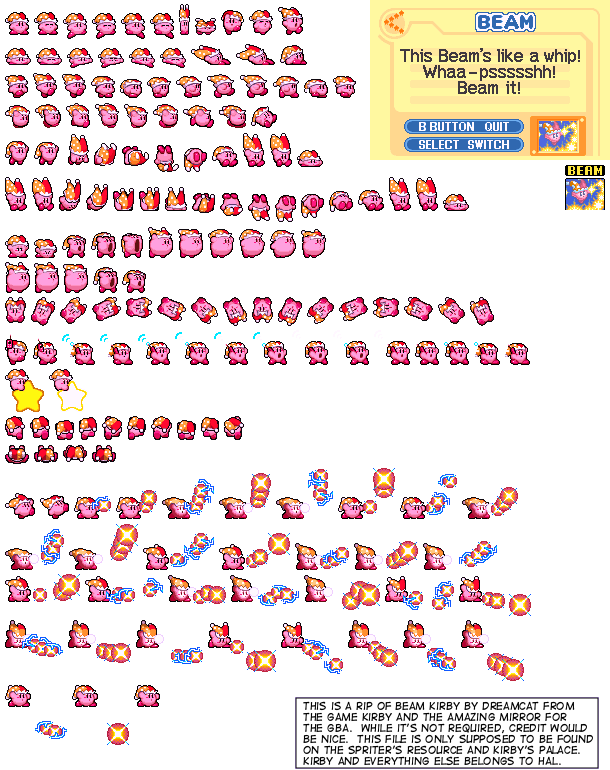 BEAM
This Beam's like a whip!
Whaa-pssssshh!
Beam it!
B BUTTON QUIT
SELECT SWITCH
BEAM
THIS IS A RIP OF BEAM KIRBY BY DREAMCAT FROM
THE GAME KIRBY AND THE AMAZING MIRROR FOR
THE GBA. WHILE IT'S NOT REQUIRED, CREDIT WOULD
BE NICE. THIS FILE IS ONLY SUPPOSED TO BE FOUND
ON THE SPRITER'S RESOURCE AND KIRBY'S PALACE.
KIRBY AND EVERYTHING ELSE BELONGS TO HAL.